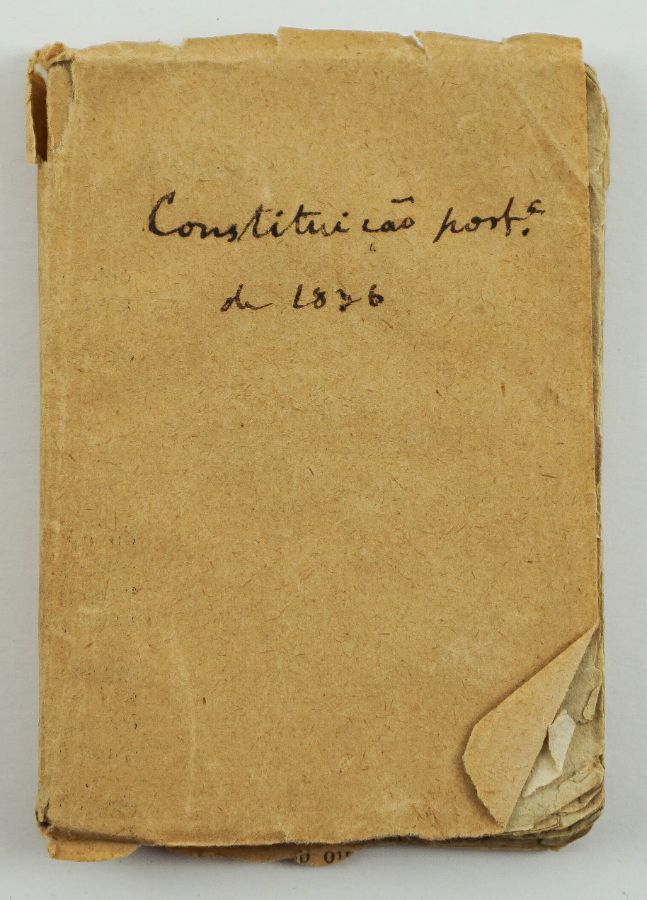 Constituição port.ª
de 1826